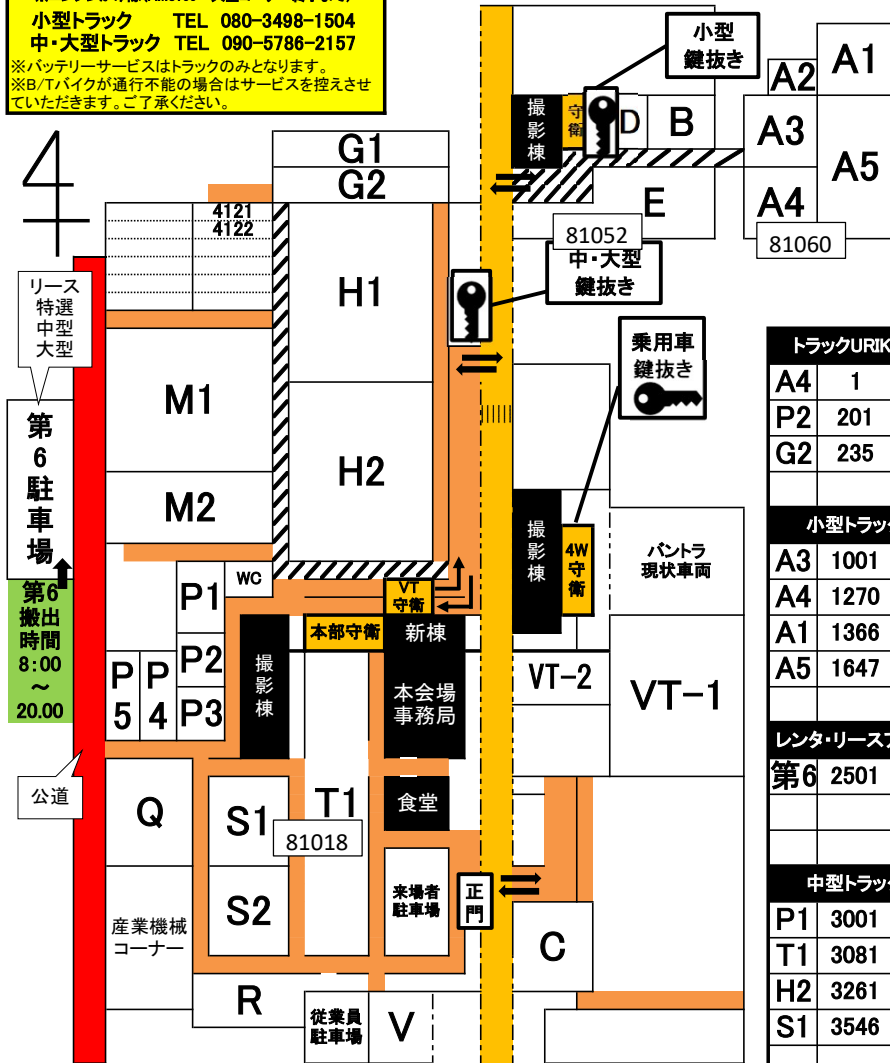 小型トラック TEL 080-3498-1504
中・大型トラック TEL 090-5786-2157
※バッテリーサービスはトラックのみとなります。
※B/Tバイクが通行不能の場合はサービスを控えさせ
ていただきます。ご了承ください。
小型
鍵抜き
A1
A2
撮影棟
守衛
D
B
A3
A5
G1
G2
E
A4
4121
4122
81052
81060
中・大型
鍵抜き
リース
特選
中型
大型
H1
乗用車
鍵抜き
M1
第6駐車場
H2
M2
撮影棟
4W
守衛
バントラ
現状車両
第6
搬出
時間
8:00
~
20.00
P1
WC
VT
守衛
本部守衛
新棟
P2
P5
P4
P3
撮影棟
本会場
事務局
VT-2
VT-1
公道
Q
S1
T1
食堂
81018
S2
来場者
駐車場
正門
産業機械
コーナー
C
R
従業員
駐車場
V
トラックURIK
A4 1
P2 201
G2 235
小型トラック
A3 1001
A4 1270
A1 1366
A5 1647
レンタ・リース
第6 2501
中型トラック
P1 3001
T1 3081
H2 3261
S1 3546